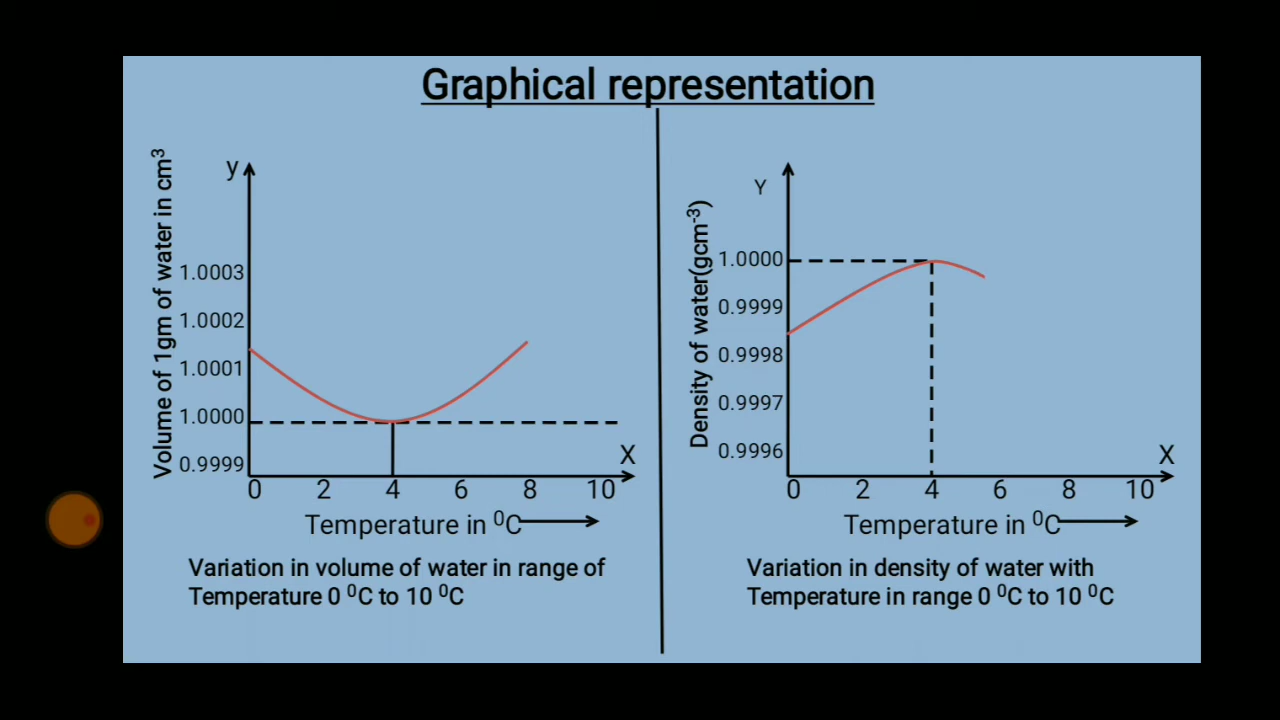 Graphical representation
Volume of 1gm of water in cm³
y
1.0003
1.0002
1.0001
1.0000
0.9999
0 2 4 6 8 10
X
Temperature in ⁰C
Variation in volume of water in range of
Temperature 0 ⁰C to 10 ⁰C
Density of water(gcm⁻³)
Y
1.0000
0.9999
0.9998
0.9997
0.9996
0 2 4 6 8 10
X
Temperature in ⁰C
Variation in density of water with
Temperature in range 0 ⁰C to 10 ⁰C